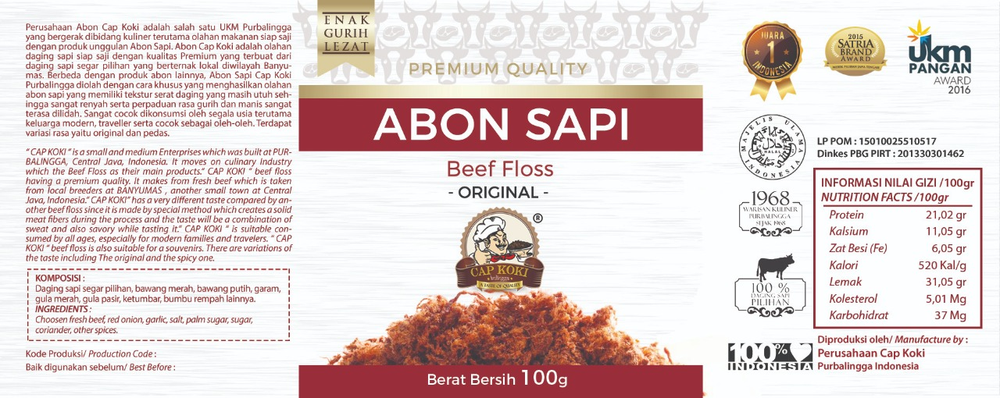 Perusahaan Abon Cap Koki adalah salah satu UKM Purbalingga
yang bergerak dibidang kuliner terutama olahan makanan siap saji
dengan produk unggulan Abon Sapi. Abon Cap Koki adalah olahan
daging sapi siap saji dengan kualitas Premium yang terbuat dari
daging sapi segar pilihan yang berternak lokal diwilayah Banyu-
mas. Berbeda dengan produk abon lainnya, Abon Sapi Cap Koki
Purbalingga diolah dengan cara khusus yang menghasilkan olahan
abon sapi yang memiliki tekstur serat daging yang masih utuh seh-
ingga sangat renyah serta perpaduan rasa gurih dan manis sangat
terasa dilidah. Sangat cocok dikonsumsi oleh segala usia terutama
keluarga modern, traveller serta cocok sebagai oleh-oleh. Terdapat
variasi rasa yaitu original dan pedas.
“ CAP KOKI “ is a small and medium Enterprises which was built at PUR-
BALINGGA, Central Java, Indonesia. It moves on culinary Industry
which the Beef Floss as their main products.” CAP KOKI “ beef floss
having a premium quality. It makes from fresh beef which is taken
from local breeders at BANYUMAS , another small town at Central
Java, Indonesia.” CAP KOKI” has a very different taste compared by an-
other beef floss since it is made by special method which creates a solid
meat fibers during the process and the taste will be a combination of
sweat and also savory while tasting it.” CAP KOKI “ is suitable con-
sumed by all ages, especially for modern families and travelers. “ CAP
KOKI “ beef floss is also suitable for a souvenirs. There are variations of
the taste including The original and the spicy one.
KOMPOSISI :
Daging sapi segar pilihan, bawang merah, bawang putih, garam,
gula merah, gula pasir, ketumbar, bumbu rempah lainnya.
INGREDIENTS :
Choosen fresh beef, red onion, garlic, salt, palm sugar, sugar,
coriander, other spices.
Kode Produksi/ Production Code :
Baik digunakan sebelum/ Best Before :
ENAK
GURIH
LEZAT
PREMIUM QUALITY
ABON SAPI
Beef Floss
- ORIGINAL -
®
CAP KOKI
A TASTE OF QUALITY
Berat Bersih 100g
JUARA
1
INDONESIA
2015
SATRIA
BRAND
AWARD
ukm
PANGAN
AWARD
2016
MAJELIS ULAMA
حلال
HALAL
INDONESIA
LP POM : 15010025510517
Dinkes PBG PIRT : 201330301462
1968
WARISAN KULINER
PURBALINGGA
SEJAK 1968
100 %
DAGING SAPI
PILIHAN
100%
INDONESIA
INFORMASI NILAI GIZI /100gr
NUTRITION FACTS /100gr
Protein 21,02 gr
Kalsium 11,05 gr
Zat Besi (Fe) 6,05 gr
Kalori 520 Kal/g
Lemak 31,05 gr
Kolesterol 5,01 Mg
Karbohidrat 37 Mg
Diproduksi oleh/ Manufacture by :
Perusahaan Cap Koki
Purbalingga Indonesia